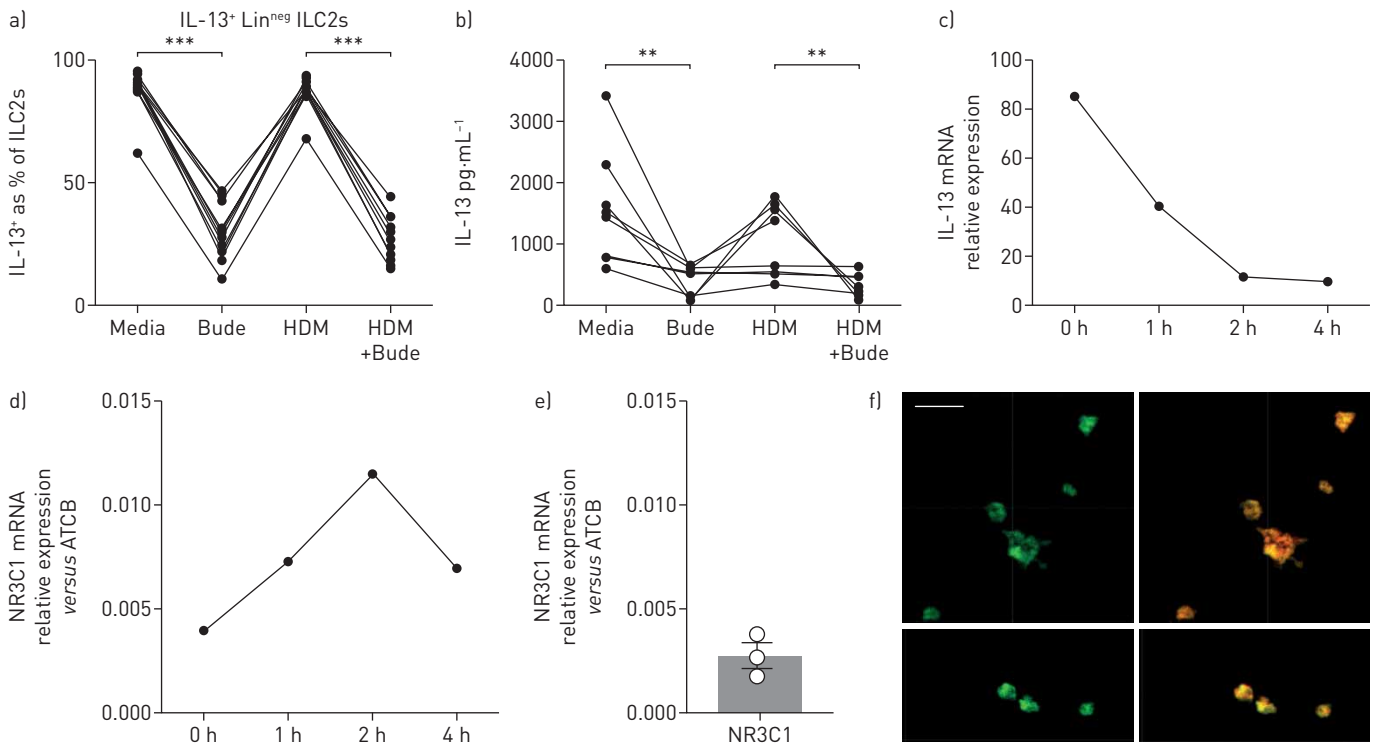 a)
IL-13⁺ Linⁿᵉᵍ ILC2s
***
***
IL-13⁺ as % of ILC2s
100
50
0
Media
Bude
HDM
HDM
+Bude
b)
**
**
IL-13 pg·mL⁻¹
4000
3000
2000
1000
0
Media
Bude
HDM
HDM
+Bude
c)
IL-13 mRNA
relative expression
100
80
60
40
20
0
0 h
1 h
2 h
4 h
d)
NR3C1 mRNA
relative expression
versus ATCB
0.015
0.010
0.005
0.000
0 h
1 h
2 h
4 h
e)
NR3C1 mRNA
relative expression
versus ATCB
0.015
0.010
0.005
0.000
NR3C1
f)